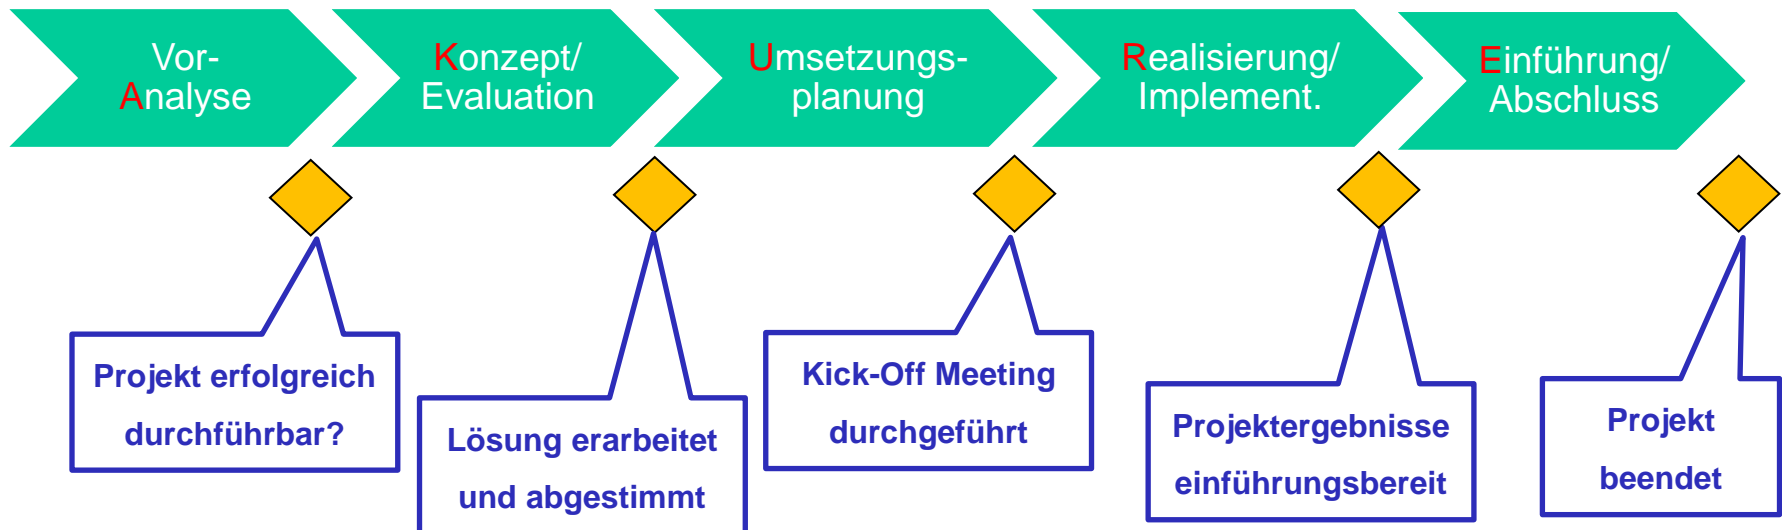 Vor-
Analyse
Konzept/
Evaluation
Umsetzungs-
planung
Realisierung/
Implement.
Einführung/
Abschluss
Projekt erfolgreich
durchführbar?
Lösung erarbeitet
und abgestimmt
Kick-Off Meeting
durchgeführt
Projektergebnisse
einführungsbereit
Projekt
beendet